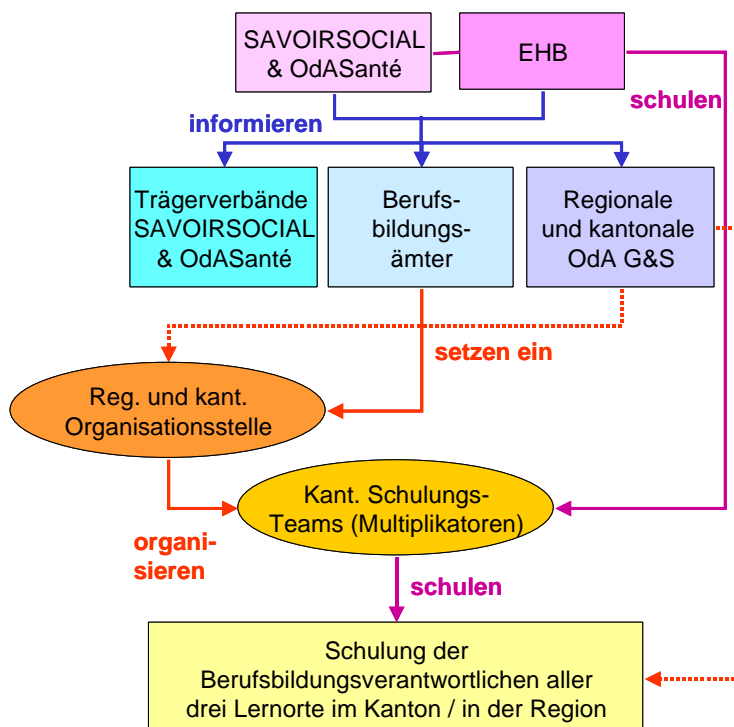 SAVOIRSOCIAL
& OdASanté
EHB
schulen
informieren
Trägerverbände
SAVOIRSOCIAL
& OdASanté
Berufs-
bildungs-
ämter
Regionale
und kantonale
OdA G&S
setzen ein
Reg. und kant.
Organisationsstelle
Kant. Schulungs-
Teams (Multiplikatoren)
organi-
sieren
schulen
Schulung der
Berufsbildungsverantwortlichen aller
drei Lernorte im Kanton / in der Region